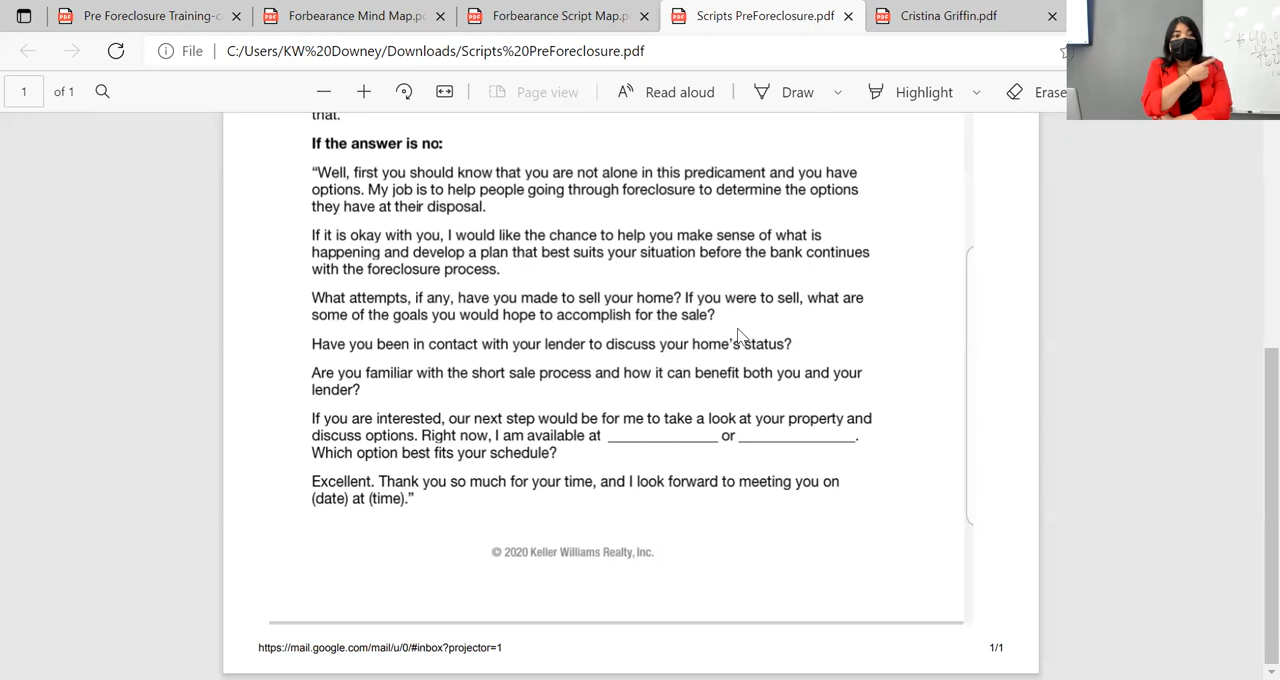 Pre Foreclosure Training-c
Forbearance Mind Map.pc
Forbearance Script Map.p
Scripts PreForeclosure.pdf
Cristina Griffin.pdf
File
C:/Users/KW%20Downey/Downloads/Scripts%20PreForeclosure.pdf
1 of 1
Page view
Read aloud
Draw
Highlight
Erase
that.
If the answer is no:
“Well, first you should know that you are not alone in this predicament and you have
options. My job is to help people going through foreclosure to determine the options
they have at their disposal.
If it is okay with you, I would like the chance to help you make sense of what is
happening and develop a plan that best suits your situation before the bank continues
with the foreclosure process.
What attempts, if any, have you made to sell your home? If you were to sell, what are
some of the goals you would hope to accomplish for the sale?
Have you been in contact with your lender to discuss your home’s status?
Are you familiar with the short sale process and how it can benefit both you and your
lender?
If you are interested, our next step would be for me to take a look at your property and
discuss options. Right now, I am available at ______________ or ______________.
Which option best fits your schedule?
Excellent. Thank you so much for your time, and I look forward to meeting you on
(date) at (time).”
© 2020 Keller Williams Realty, Inc.
https://mail.google.com/mail/u/0/#inbox?projector=1
1/1